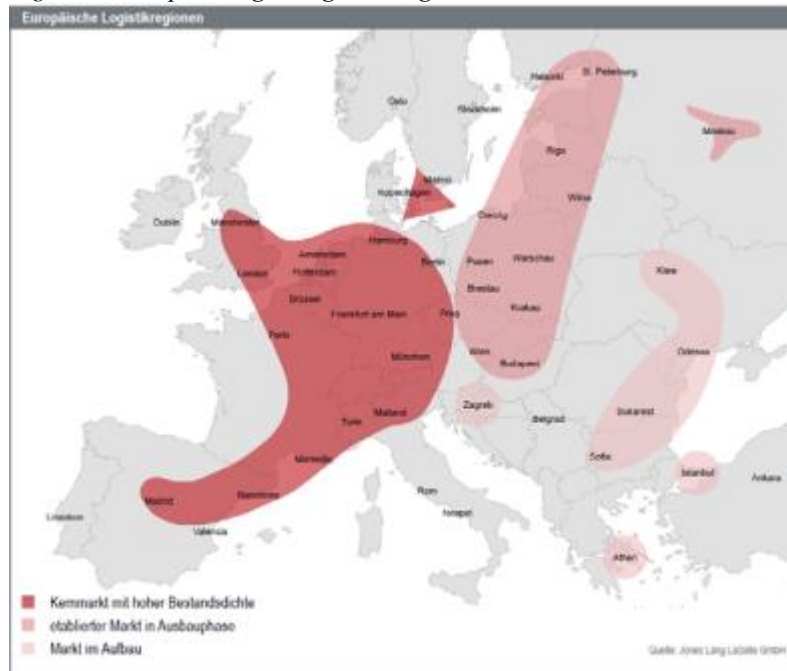 Europäische Logistikregionen
Helsinki
St. Petersburg
Oslo
Stockholm
Moskau
Riga
Malmö
Kopenhagen
Wilna
Dublin
Manchester
Danzig
Hamburg
Amsterdam
Berlin
Posen
Warschau
London
Rotterdam
Kiew
Breslau
Brüssel
Krakau
Frankfurt am Main
Prag
Paris
Odessa
Wien
München
Budapest
Zagreb
Mailand
Bukarest
Turin
Belgrad
Sofia
Marseille
Istanbul
Ankara
Madrid
Barcelona
Rom
Neapel
Lissabon
Valencia
Athen
Kernmarkt mit hoher Bestandsdichte
etablierter Markt in Ausbauphase
Markt im Aufbau
Quelle: Jones Lang LaSalle GmbH